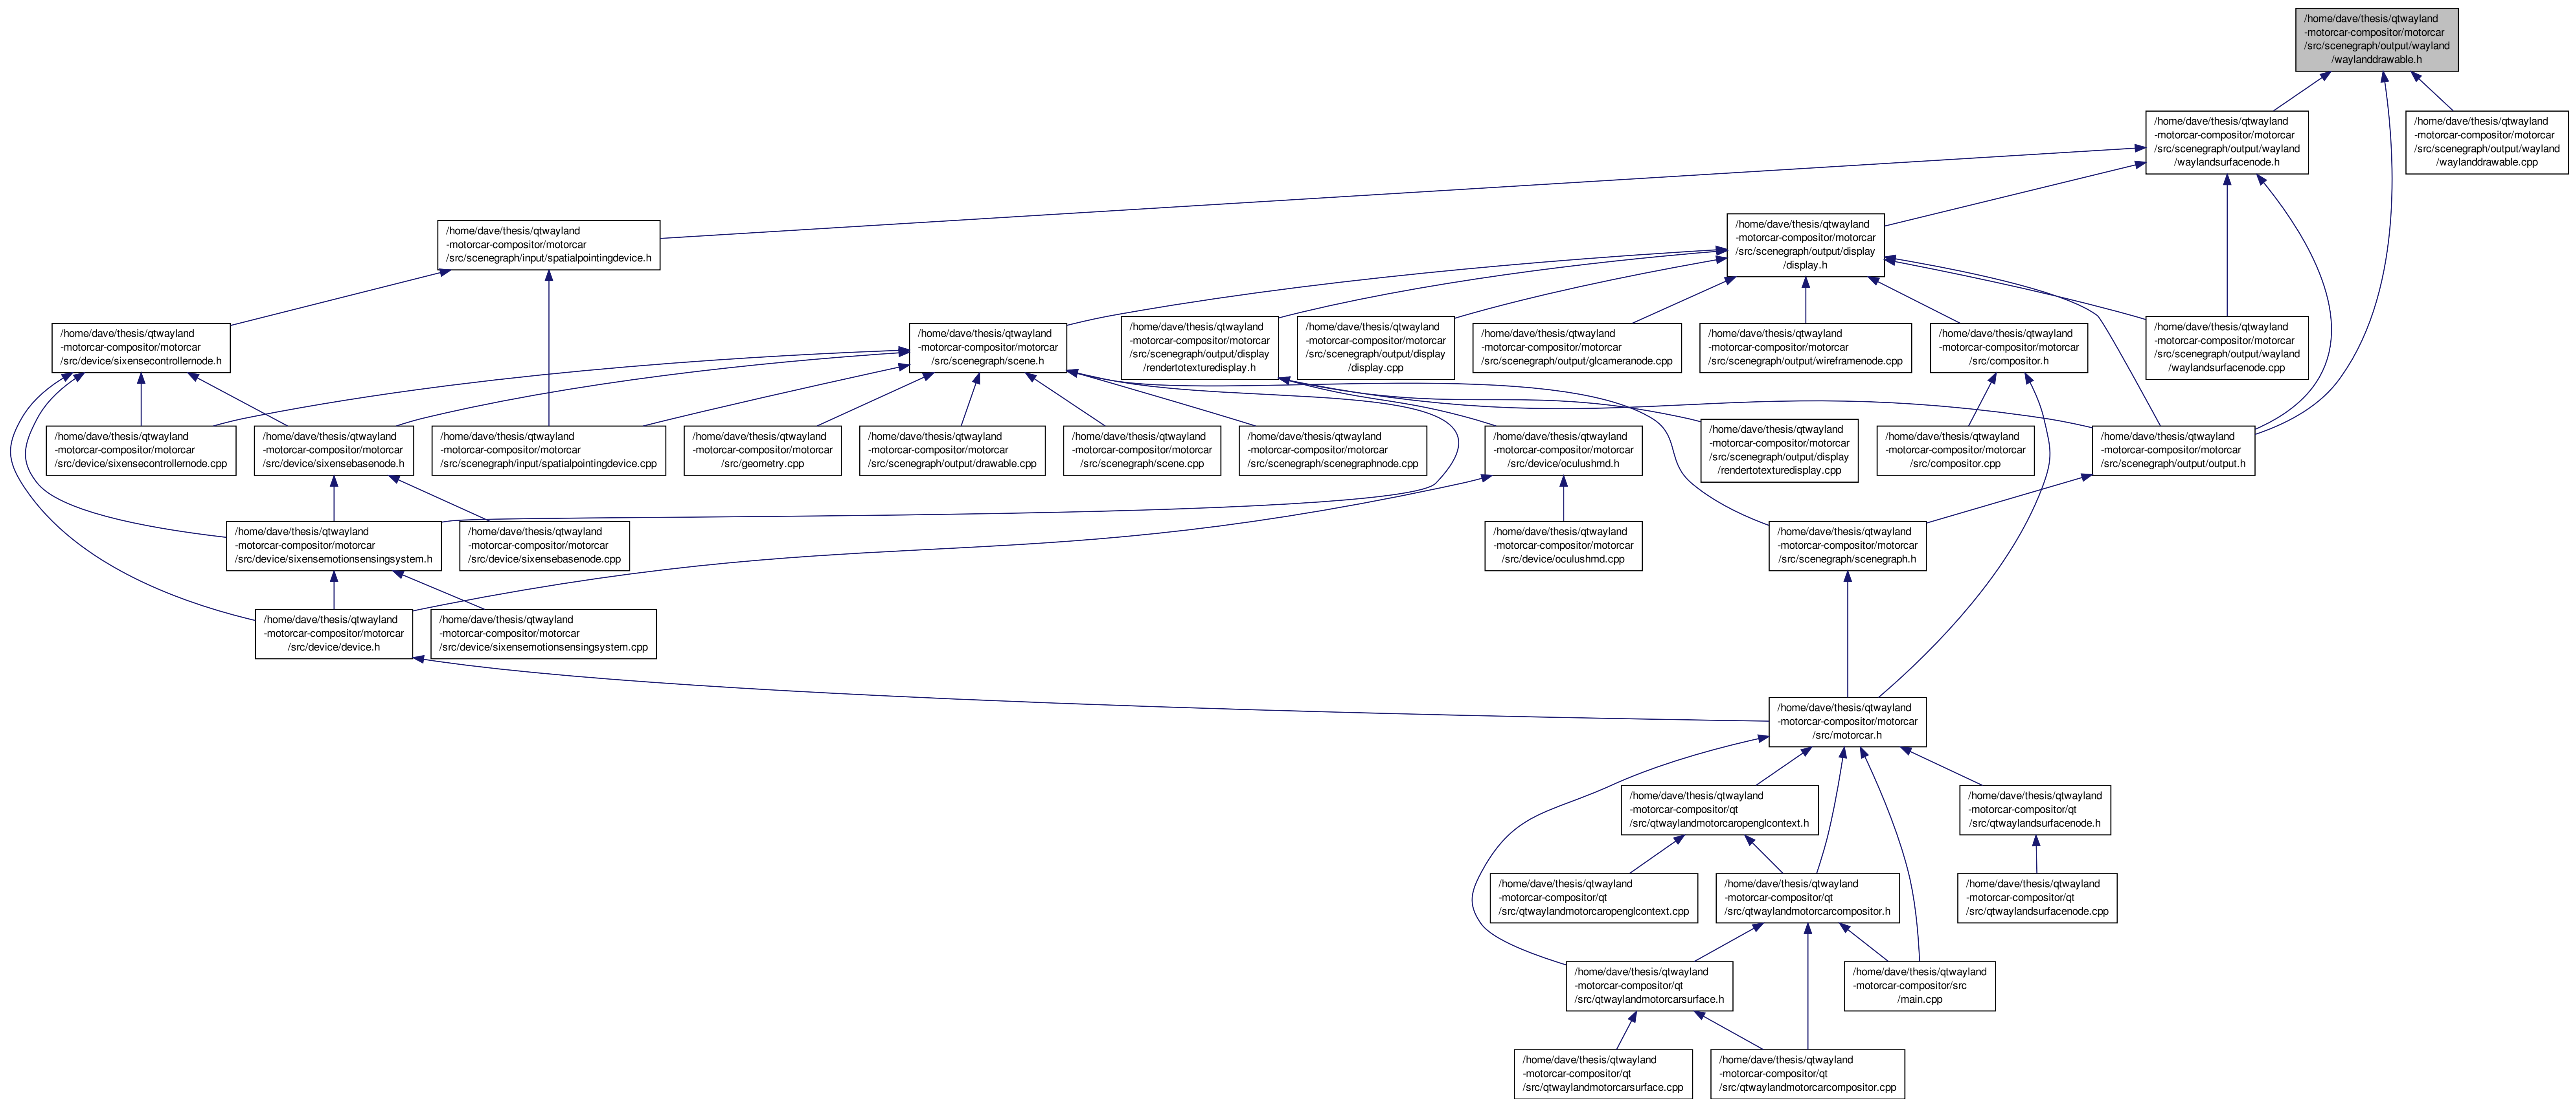 /home/dave/thesis/qtwayland
-motorcar-compositor/motorcar
/src/scenegraph/output/wayland
/waylanddrawable.h
/home/dave/thesis/qtwayland
-motorcar-compositor/motorcar
/src/scenegraph/output/wayland
/waylandsurfacenode.h
/home/dave/thesis/qtwayland
-motorcar-compositor/motorcar
/src/scenegraph/output/wayland
/waylanddrawable.cpp
/home/dave/thesis/qtwayland
-motorcar-compositor/motorcar
/src/scenegraph/input/spatialpointingdevice.h
/home/dave/thesis/qtwayland
-motorcar-compositor/motorcar
/src/scenegraph/output/display
/display.h
/home/dave/thesis/qtwayland
-motorcar-compositor/motorcar
/src/device/sixensecontrollernode.h
/home/dave/thesis/qtwayland
-motorcar-compositor/motorcar
/src/scenegraph/scene.h
/home/dave/thesis/qtwayland
-motorcar-compositor/motorcar
/src/scenegraph/output/display
/rendertotexturedisplay.h
/home/dave/thesis/qtwayland
-motorcar-compositor/motorcar
/src/scenegraph/output/display
/display.cpp
/home/dave/thesis/qtwayland
-motorcar-compositor/motorcar
/src/scenegraph/output/glcameranode.cpp
/home/dave/thesis/qtwayland
-motorcar-compositor/motorcar
/src/scenegraph/output/wireframenode.cpp
/home/dave/thesis/qtwayland
-motorcar-compositor/motorcar
/src/compositor.h
/home/dave/thesis/qtwayland
-motorcar-compositor/motorcar
/src/scenegraph/output/wayland
/waylandsurfacenode.cpp
/home/dave/thesis/qtwayland
-motorcar-compositor/motorcar
/src/device/sixensecontrollernode.cpp
/home/dave/thesis/qtwayland
-motorcar-compositor/motorcar
/src/device/sixensebasenode.h
/home/dave/thesis/qtwayland
-motorcar-compositor/motorcar
/src/scenegraph/input/spatialpointingdevice.cpp
/home/dave/thesis/qtwayland
-motorcar-compositor/motorcar
/src/geometry.cpp
/home/dave/thesis/qtwayland
-motorcar-compositor/motorcar
/src/scenegraph/output/drawable.cpp
/home/dave/thesis/qtwayland
-motorcar-compositor/motorcar
/src/scenegraph/scene.cpp
/home/dave/thesis/qtwayland
-motorcar-compositor/motorcar
/src/scenegraph/scenegraphnode.cpp
/home/dave/thesis/qtwayland
-motorcar-compositor/motorcar
/src/device/oculushmd.h
/home/dave/thesis/qtwayland
-motorcar-compositor/motorcar
/src/scenegraph/output/display
/rendertotexturedisplay.cpp
/home/dave/thesis/qtwayland
-motorcar-compositor/motorcar
/src/compositor.cpp
/home/dave/thesis/qtwayland
-motorcar-compositor/motorcar
/src/scenegraph/output/output.h
/home/dave/thesis/qtwayland
-motorcar-compositor/motorcar
/src/device/sixensemotionsensingsystem.h
/home/dave/thesis/qtwayland
-motorcar-compositor/motorcar
/src/device/sixensebasenode.cpp
/home/dave/thesis/qtwayland
-motorcar-compositor/motorcar
/src/device/oculushmd.cpp
/home/dave/thesis/qtwayland
-motorcar-compositor/motorcar
/src/scenegraph/scenegraph.h
/home/dave/thesis/qtwayland
-motorcar-compositor/motorcar
/src/device/device.h
/home/dave/thesis/qtwayland
-motorcar-compositor/motorcar
/src/device/sixensemotionsensingsystem.cpp
/home/dave/thesis/qtwayland
-motorcar-compositor/motorcar
/src/motorcar.h
/home/dave/thesis/qtwayland
-motorcar-compositor/qt
/src/qtwaylandmotorcaropenglcontext.h
/home/dave/thesis/qtwayland
-motorcar-compositor/qt
/src/qtwaylandsurfacenode.h
/home/dave/thesis/qtwayland
-motorcar-compositor/qt
/src/qtwaylandmotorcaropenglcontext.cpp
/home/dave/thesis/qtwayland
-motorcar-compositor/qt
/src/qtwaylandmotorcarcompositor.h
/home/dave/thesis/qtwayland
-motorcar-compositor/qt
/src/qtwaylandsurfacenode.cpp
/home/dave/thesis/qtwayland
-motorcar-compositor/qt
/src/qtwaylandmotorcarsurface.h
/home/dave/thesis/qtwayland
-motorcar-compositor/src
/main.cpp
/home/dave/thesis/qtwayland
-motorcar-compositor/qt
/src/qtwaylandmotorcarsurface.cpp
/home/dave/thesis/qtwayland
-motorcar-compositor/qt
/src/qtwaylandmotorcarcompositor.cpp